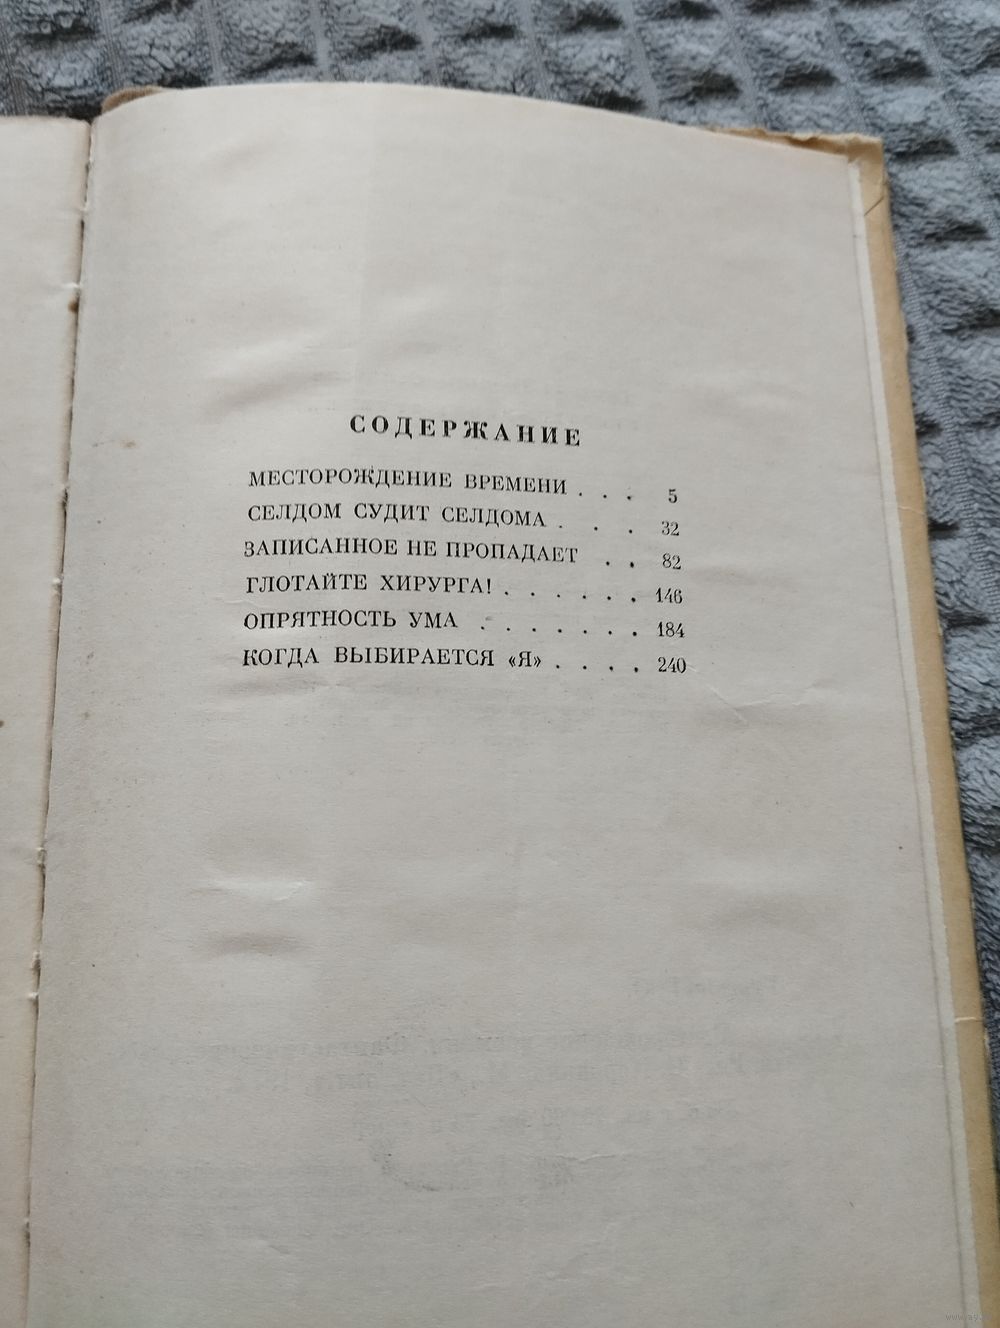 СОДЕРЖАНИЕ
МЕСТОРОЖДЕНИЕ ВРЕМЕНИ . . . 5
СЕЛДОМ СУДИТ СЕЛДОМА . . . 32
ЗАПИСАННОЕ НЕ ПРОПАДАЕТ . . 82
ГЛОТАЙТЕ ХИРУРГА! . . . . . . 146
ОПРЯТНОСТЬ УМА . . . . . . . 184
КОГДА ВЫБИРАЕТСЯ «Я» . . . . 240